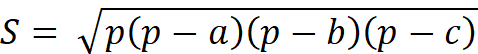 S = √p(p − a)(p − b)(p − c)